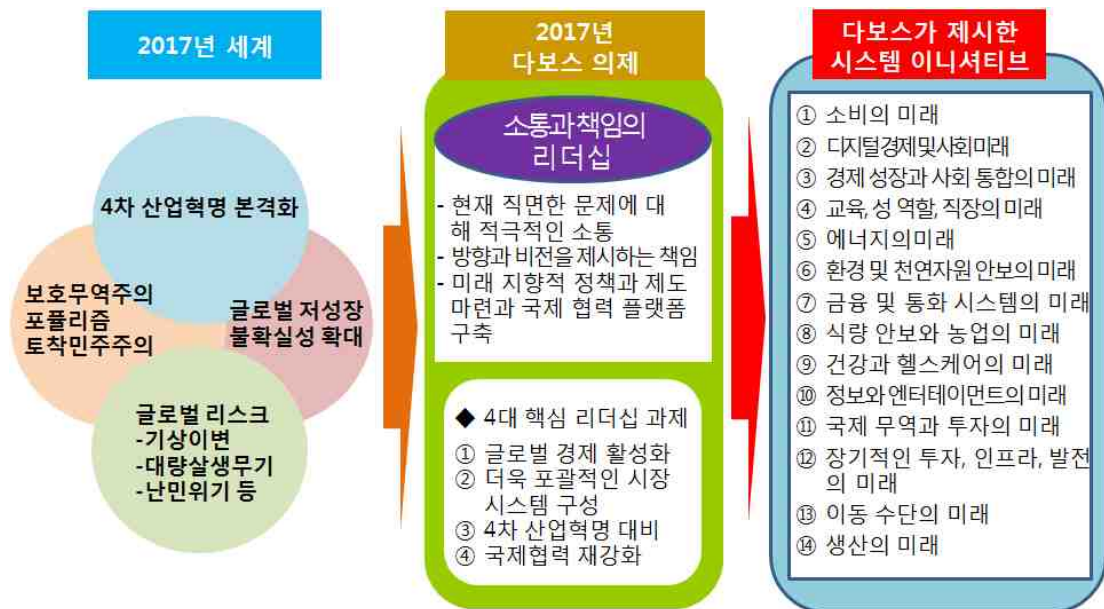 2017년 세계
4차 산업혁명 본격화
보호무역주의
포퓰리즘
토착민주주의
글로벌 저성장
불확실성 확대
글로벌 리스크
-기상이변
-대량살생무기
-난민위기 등
2017년
다보스 의제
소통과 책임의
리더십
- 현재 직면한 문제에 대
해 적극적인 소통
- 방향과 비전을 제시하는 책임
- 미래 지향적 정책과 제도
마련과 국제 협력 플랫폼
구축
◆ 4대 핵심 리더십 과제
① 글로벌 경제 활성화
② 더욱 포괄적인 시장
시스템 구성
③ 4차 산업혁명 대비
④ 국제협력 재강화
다보스가 제시한
시스템 이니셔티브
① 소비의 미래
② 디지털경제및사회미래
③ 경제 성장과 사회 통합의 미래
④ 교육, 성 역할, 직장의 미래
⑤ 에너지의미래
⑥ 환경 및 천연자원 안보의 미래
⑦ 금융 및 통화 시스템의 미래
⑧ 식량 안보와 농업의 미래
⑨ 건강과 헬스케어의 미래
⑩ 정보와 엔터테이먼트의 미래
⑪ 국제 무역과 투자의 미래
⑫ 장기적인 투자, 인프라, 발전
의 미래
⑬ 이동 수단의 미래
⑭ 생산의 미래